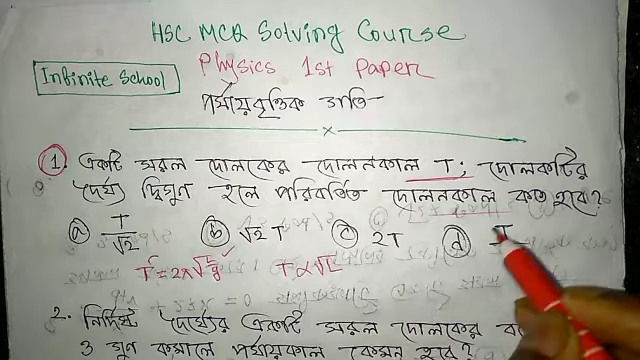 HSC MCQ Solving Course
Infinite School
Physics 1st Paper
পর্যায়বৃত্তিক গতি
1. একটি সরল দোলকের দোলনকাল T; দোলকটির
দৈর্ঘ্য দ্বিগুন হলে পরিবর্তিত দোলনকাল কত হবে?
a T/√2 b √2 T c 2T d T
T = 2π√L/g T α √L
2. নির্দিষ্ট দৈর্ঘ্যের একটি সরল দোলকের
3 গুন কমালে পর্যায়কাল কেমন হবে?